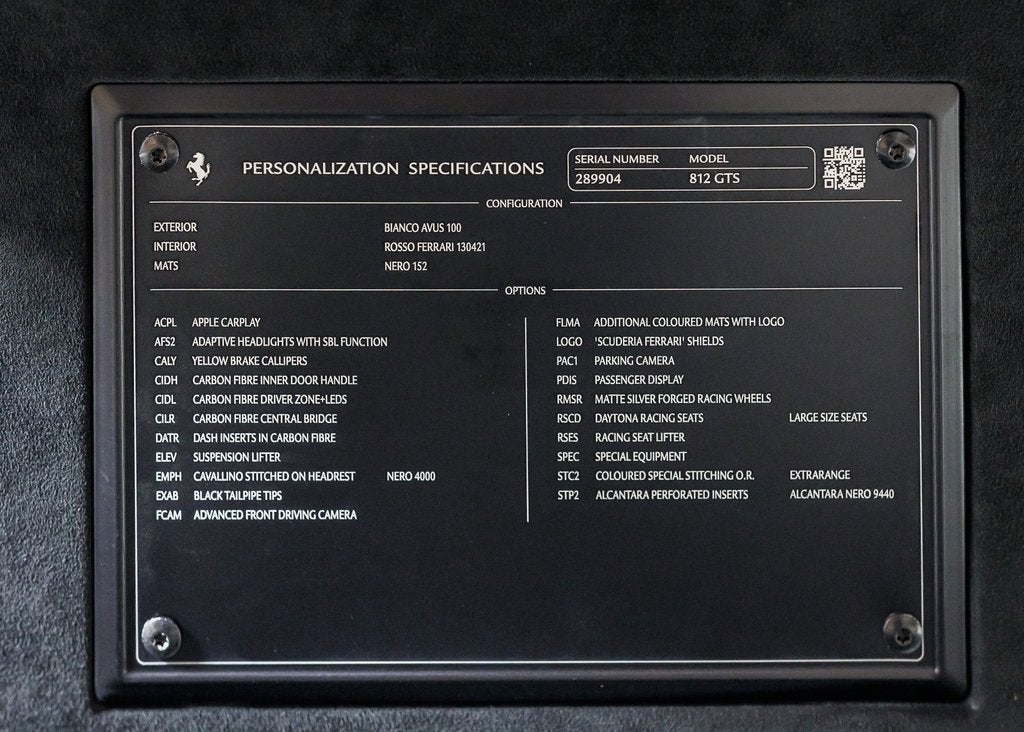 PERSONALIZATION SPECIFICATIONS
SERIAL NUMBER MODEL
289904 812 GTS
CONFIGURATION
EXTERIOR BIANCO AVUS 100
INTERIOR ROSSO FERRARI 130421
MATS NERO 152
OPTIONS
ACPL APPLE CARPLAY
AFS2 ADAPTIVE HEADLIGHTS WITH SBL FUNCTION
CALY YELLOW BRAKE CALLIPERS
CIDH CARBON FIBRE INNER DOOR HANDLE
CIDL CARBON FIBRE DRIVER ZONE+LEDS
CILR CARBON FIBRE CENTRAL BRIDGE
DATR DASH INSERTS IN CARBON FIBRE
ELEV SUSPENSION LIFTER
EMPH CAVALLINO STITCHED ON HEADREST NERO 4000
EXAB BLACK TAILPIPE TIPS
FCAM ADVANCED FRONT DRIVING CAMERA
FLMA ADDITIONAL COLOURED MATS WITH LOGO
LOGO 'SCUDERIA FERRARI' SHIELDS
PAC1 PARKING CAMERA
PDIS PASSENGER DISPLAY
RMSR MATTE SILVER FORGED RACING WHEELS
RSCD DAYTONA RACING SEATS LARGE SIZE SEATS
RSES RACING SEAT LIFTER
SPEC SPECIAL EQUIPMENT
STC2 COLOURED SPECIAL STITCHING O.R. EXTRARANGE
STP2 ALCANTARA PERFORATED INSERTS ALCANTARA NERO 9440